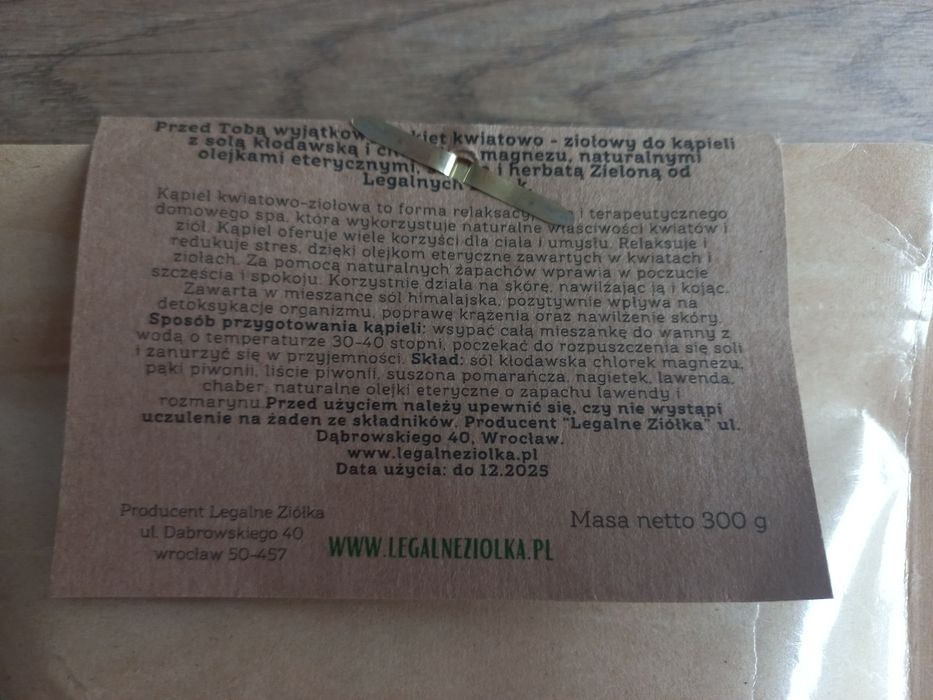 Przed Tobą wyjątkowy kwiatowo - ziołowy do kąpieli
z solą kłodawską i magnezu, naturalnymi
olejkami eterycznymi, i herbatą Zieloną od
Legalnych
Kąpiel kwiatowo-ziołowa to forma i terapeutycznego
domowego spa, która wykorzystuje naturalne właściwości kwiatów i
ziół. Kąpiel oferuje wiele korzyści dla ciała i umysłu. Relaksuje i
redukuje stres, dzięki olejkom eteryczne zawartych w kwiatach i
ziołach. Za pomocą naturalnych zapachów wprawia w poczucie
szczęścia i spokoju. Korzystnie działa na skórę, nawilżając ją i kojąc.
Zawarta w mieszance sól himalajska, pozytywnie wpływa na
detoksykacje organizmu, poprawę krążenia oraz nawilżenie skóry.
Sposób przygotowania kąpieli: wsypać całą mieszankę do wanny z
wodą o temperaturze 30-40 stopni, poczekać do rozpuszczenia się soli
i zanurzyć się w przyjemności. Skład: sól kłodawska chlorek magnezu,
pąki piwonii, liście piwonii, suszona pomarańcza, nagietek, lawenda,
chaber, naturalne olejki eteryczne o zapachu lawendy i
rozmarynu.Przed użyciem należy upewnić się, czy nie wystąpi
uczulenie na żaden ze składników. Producent "Legalne Ziółka" ul.
Dąbrowskiego 40, Wrocław.
www.legalneziolka.pl
Data użycia: do 12.2025
Producent Legalne Ziółka
ul. Dąbrowskiego 40
wrocław 50-457
WWW.LEGALNEZIOLKA.PL
Masa netto 300 g